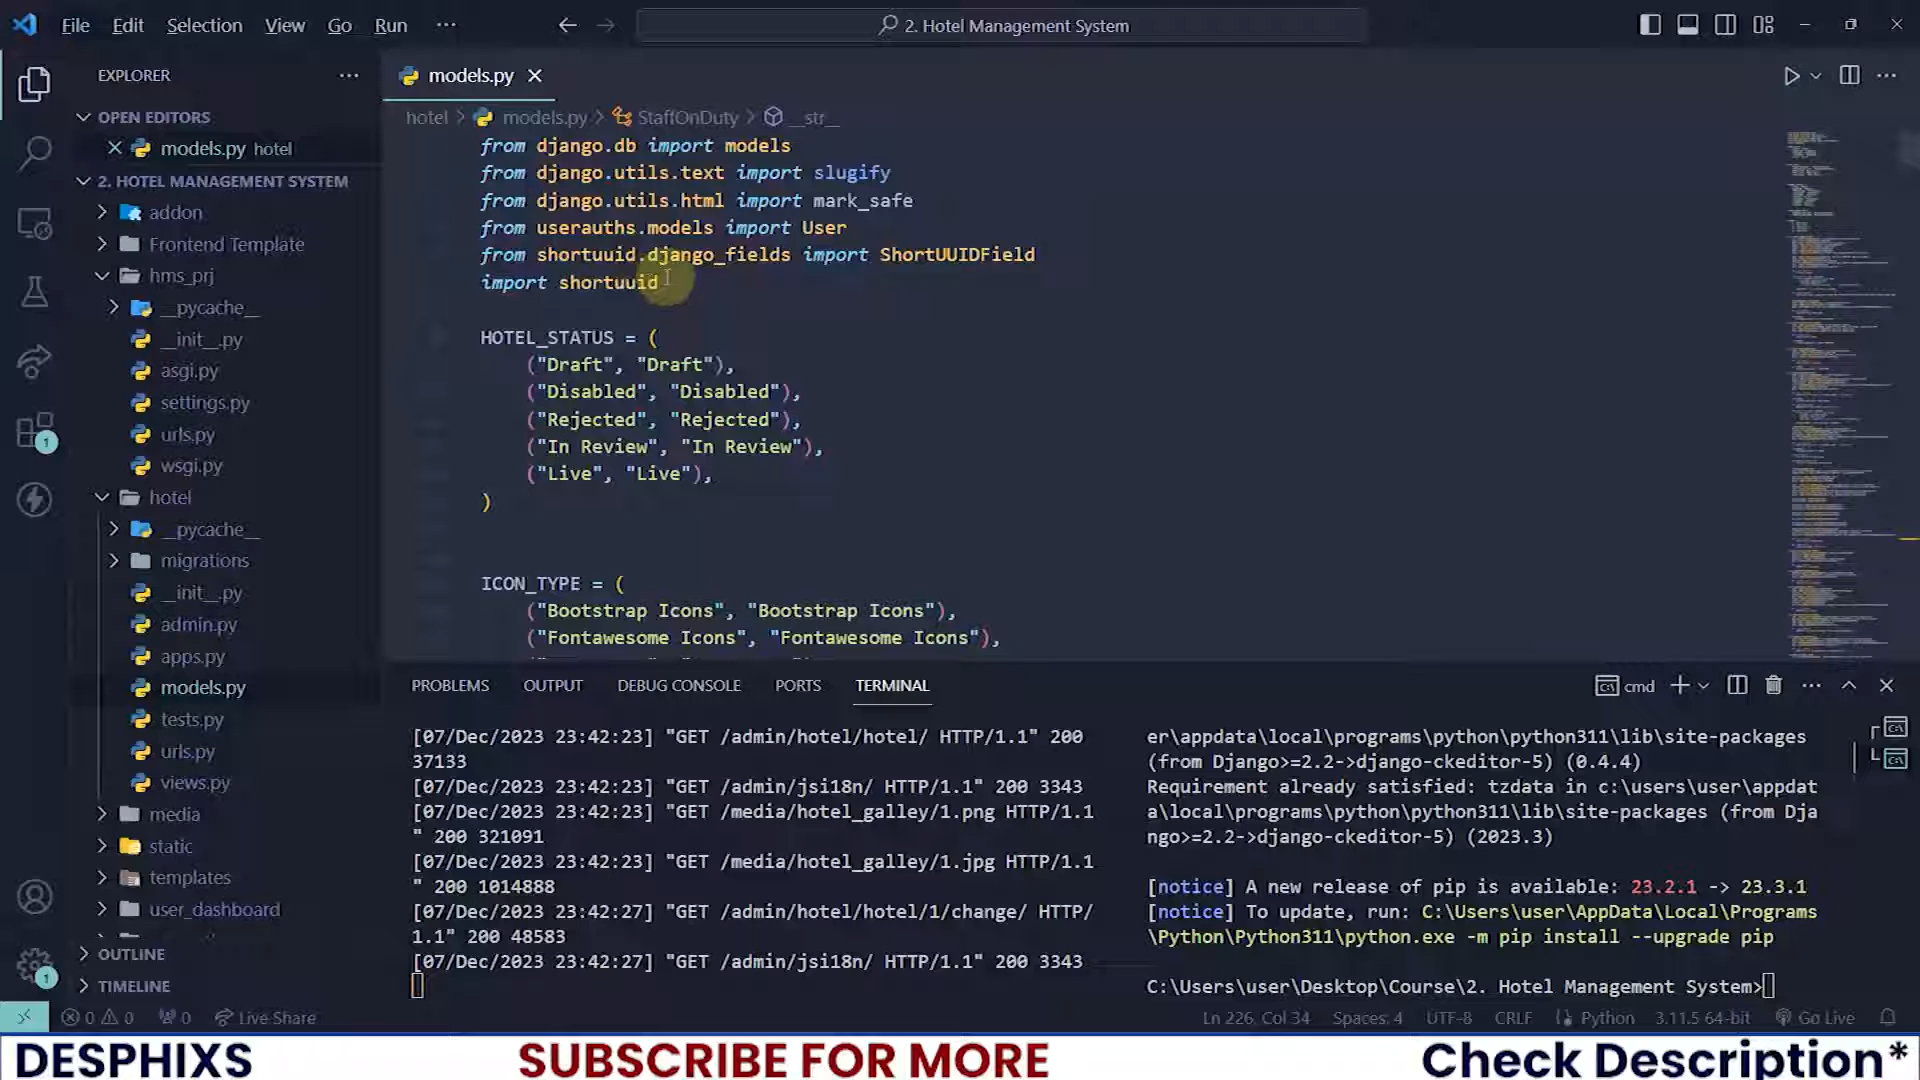 File Edit Selection View Go Run ···
2. Hotel Management System
EXPLORER
OPEN EDITORS
models.py hotel
2. HOTEL MANAGEMENT SYSTEM
addon
Frontend Template
hms_prj
__pycache__
__init__.py
asgi.py
settings.py
urls.py
wsgi.py
hotel
__pycache__
migrations
__init__.py
admin.py
apps.py
models.py
tests.py
urls.py
views.py
media
static
templates
user_dashboard
OUTLINE
TIMELINE
models.py
hotel > models.py > StaffOnDuty > __str__
from django.db import models
from django.utils.text import slugify
from django.utils.html import mark_safe
from userauths.models import User
from shortuuid.django_fields import ShortUUIDField
import shortuuid
HOTEL_STATUS = (
("Draft", "Draft"),
("Disabled", "Disabled"),
("Rejected", "Rejected"),
("In Review", "In Review"),
("Live", "Live"),
)
ICON_TYPE = (
("Bootstrap Icons", "Bootstrap Icons"),
("Fontawesome Icons", "Fontawesome Icons"),
PROBLEMS OUTPUT DEBUG CONSOLE PORTS TERMINAL
cmd
[07/Dec/2023 23:42:23] "GET /admin/hotel/hotel/ HTTP/1.1" 200
37133
[07/Dec/2023 23:42:23] "GET /admin/jsi18n/ HTTP/1.1" 200 3343
[07/Dec/2023 23:42:23] "GET /media/hotel_galley/1.png HTTP/1.1
" 200 321091
[07/Dec/2023 23:42:23] "GET /media/hotel_galley/1.jpg HTTP/1.1
" 200 1014888
[07/Dec/2023 23:42:27] "GET /admin/hotel/hotel/1/change/ HTTP/
1.1" 200 48583
[07/Dec/2023 23:42:27] "GET /admin/jsi18n/ HTTP/1.1" 200 3343
er\appdata\local\programs\python\python311\lib\site-packages
(from Django>=2.2->django-ckeditor-5) (0.4.4)
Requirement already satisfied: tzdata in c:\users\user\appdat
a\local\programs\python\python311\lib\site-packages (from Dja
ngo>=2.2->django-ckeditor-5) (2023.3)
[notice] A new release of pip is available: 23.2.1 -> 23.3.1
[notice] To update, run: C:\Users\user\AppData\Local\Programs
\Python\Python311\python.exe -m pip install --upgrade pip
C:\Users\user\Desktop\Course\2. Hotel Management System>
1
1
0 0 0 Live Share
Ln 226, Col 34 Spaces: 4 UTF-8 CRLF Python 3.11.5 64-bit Go Live
DESPHIXS SUBSCRIBE FOR MORE Check Description*